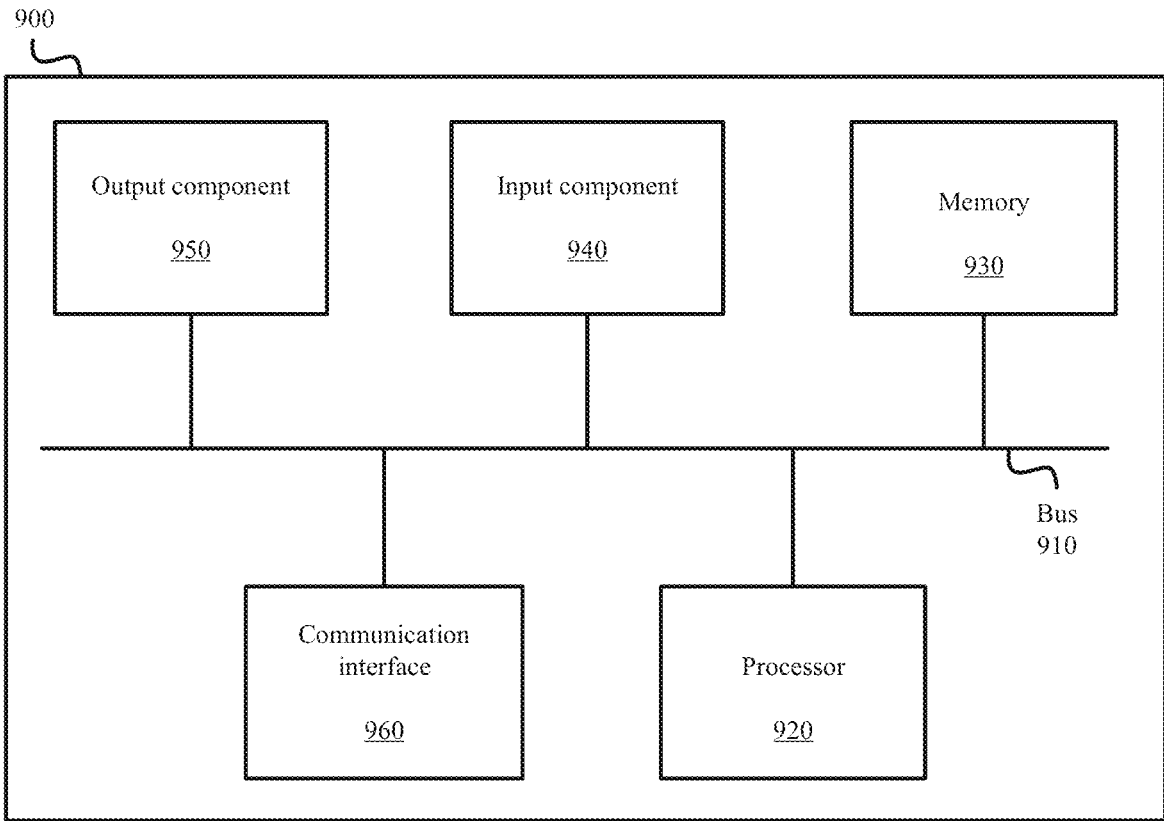 900
Output component
950
Input component
940
Memory
930
Bus
910
Communication
interface
960
Processor
920